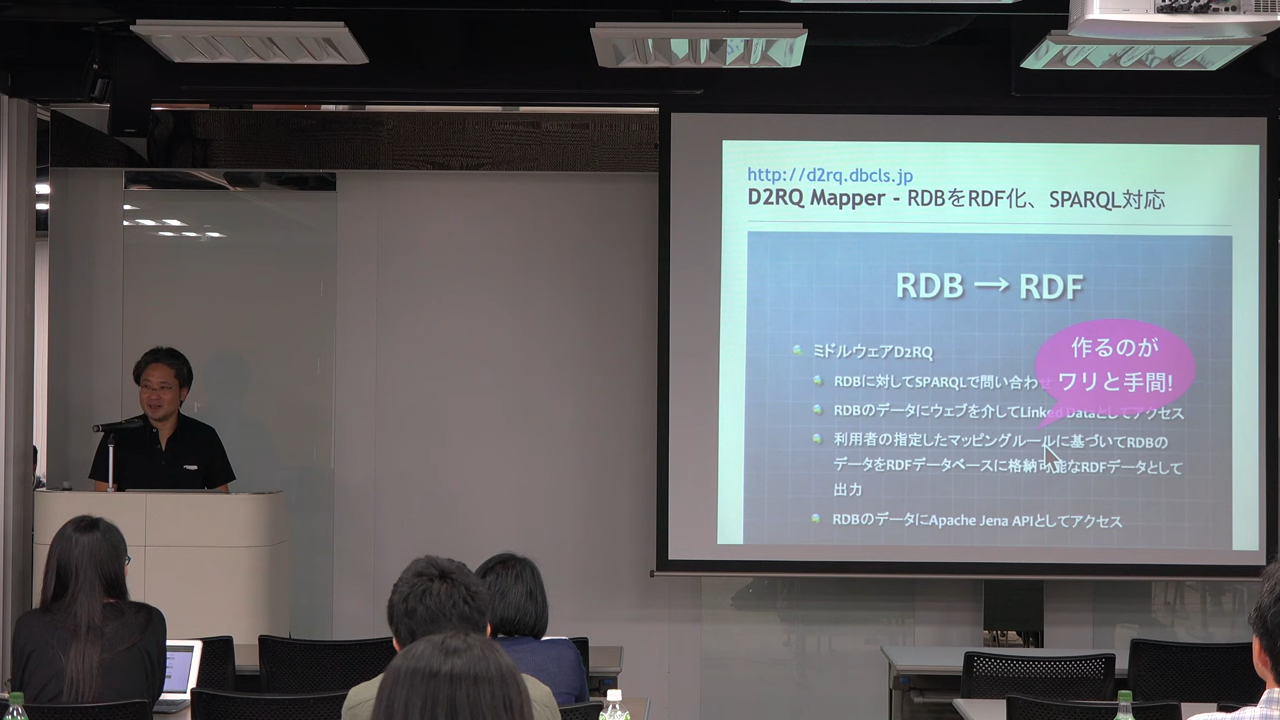 http://d2rq.dbcls.jp
D2RQ Mapper - RDBをRDF化、SPARQL対応
RDB → RDF
ミドルウェアD2RQ
RDBに対してSPARQLで問い合わせ
作るのが
ワリと手間!
RDBのデータにウェブを介してLinked Dataとしてアクセス
利用者の指定したマッピングルールに基づいてRDBの
データをRDFデータベースに格納可能なRDFデータとして
出力
RDBのデータにApache Jena APIとしてアクセス